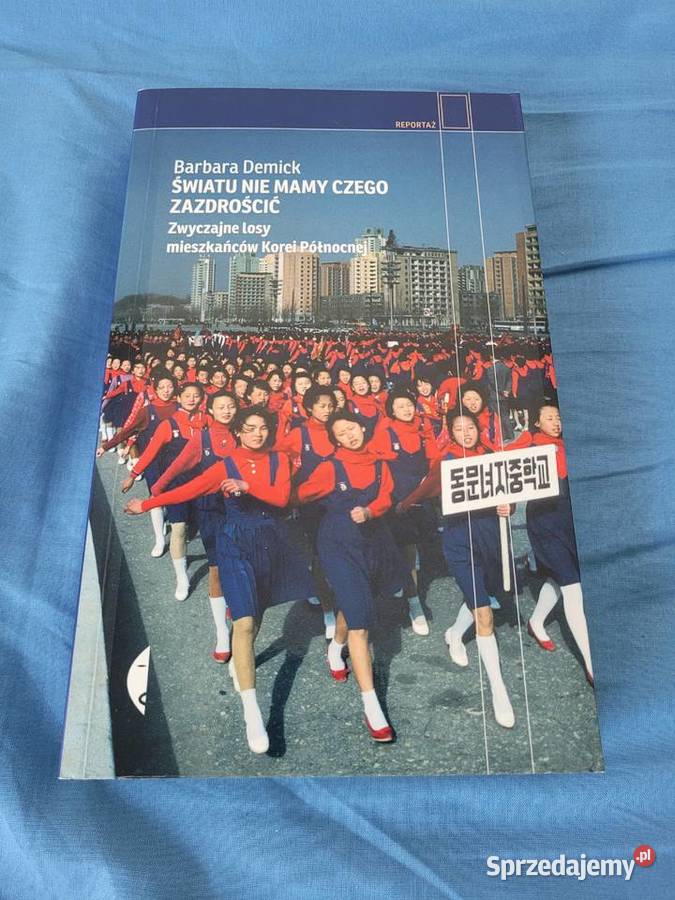 REPORTAŻ
Barbara Demick
ŚWIATU NIE MAMY CZEGO
ZAZDROŚCIĆ
Zwyczajne losy
mieszkańców Korei Północnej
동문녀자중학교
Sprzedajemy.pl